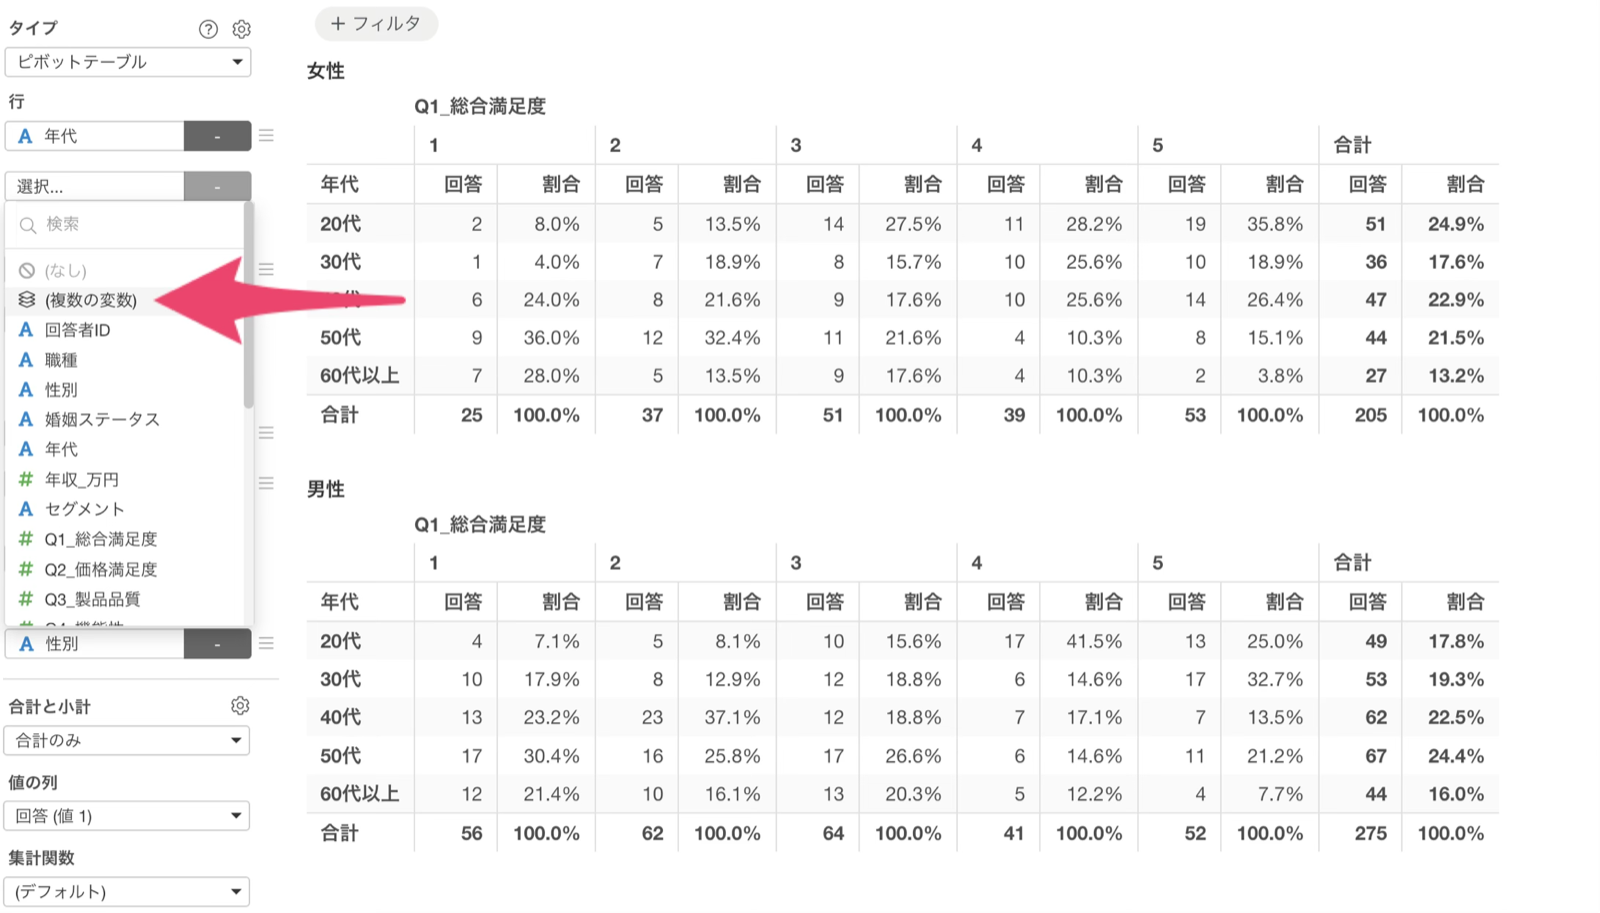 タイプ
ピボットテーブル
行
年代 -
選択... -
検索
(なし)
(複数の変数)
回答者ID
職種
性別
婚姻ステータス
年代
年収_万円
セグメント
Q1_総合満足度
Q2_価格満足度
Q3_製品品質
性別 -
合計と小計
合計のみ
値の列
回答 (値 1)
集計関数
(デフォルト)
+ フィルタ
女性
Q1_総合満足度
1 2 3 4 5 合計
年代 回答 割合 回答 割合 回答 割合 回答 割合 回答 割合 回答 割合
20代 2 8.0% 5 13.5% 14 27.5% 11 28.2% 19 35.8% 51 24.9%
30代 1 4.0% 7 18.9% 8 15.7% 10 25.6% 10 18.9% 36 17.6%
6 24.0% 8 21.6% 9 17.6% 10 25.6% 14 26.4% 47 22.9%
50代 9 36.0% 12 32.4% 11 21.6% 4 10.3% 8 15.1% 44 21.5%
60代以上 7 28.0% 5 13.5% 9 17.6% 4 10.3% 2 3.8% 27 13.2%
合計 25 100.0% 37 100.0% 51 100.0% 39 100.0% 53 100.0% 205 100.0%
男性
Q1_総合満足度
1 2 3 4 5 合計
年代 回答 割合 回答 割合 回答 割合 回答 割合 回答 割合 回答 割合
20代 4 7.1% 5 8.1% 10 15.6% 17 41.5% 13 25.0% 49 17.8%
30代 10 17.9% 8 12.9% 12 18.8% 6 14.6% 17 32.7% 53 19.3%
40代 13 23.2% 23 37.1% 12 18.8% 7 17.1% 7 13.5% 62 22.5%
50代 17 30.4% 16 25.8% 17 26.6% 6 14.6% 11 21.2% 67 24.4%
60代以上 12 21.4% 10 16.1% 13 20.3% 5 12.2% 4 7.7% 44 16.0%
合計 56 100.0% 62 100.0% 64 100.0% 41 100.0% 52 100.0% 275 100.0%